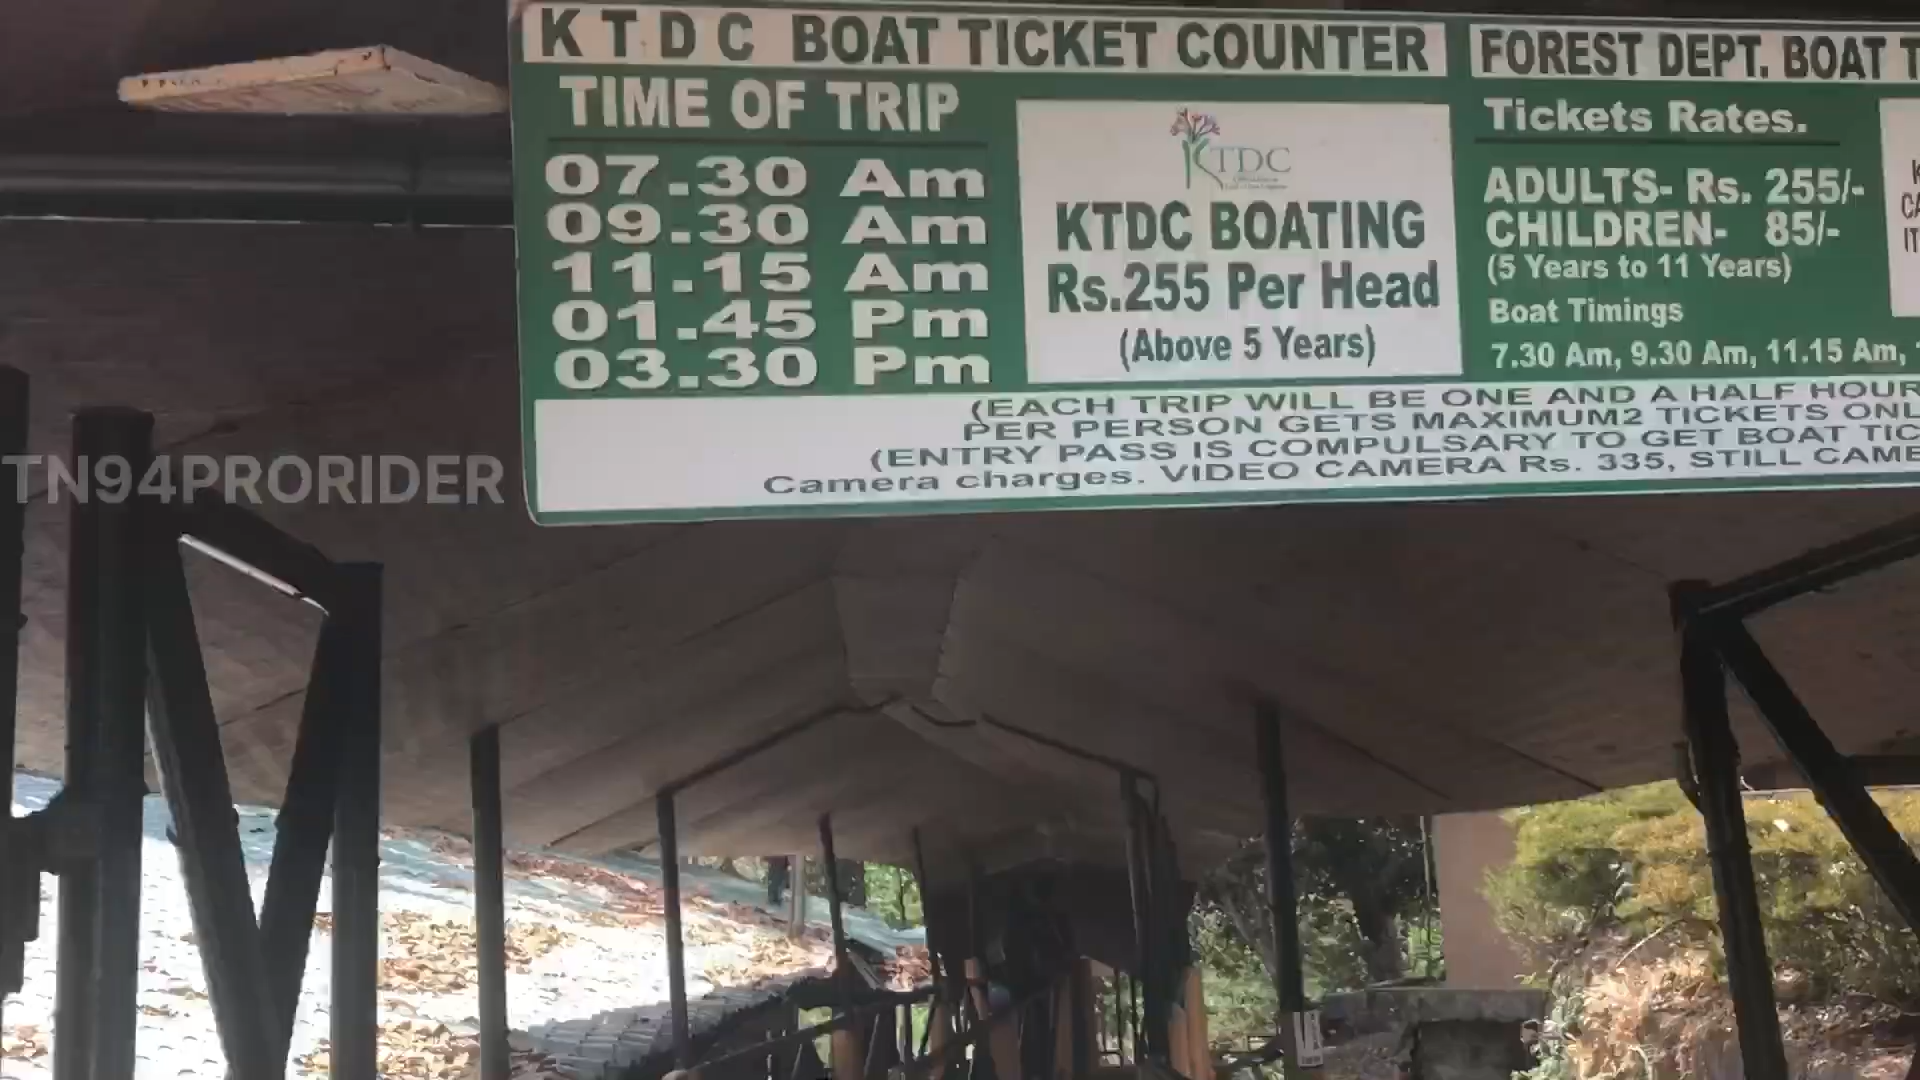 KTDC BOAT TICKET COUNTER
TIME OF TRIP
07.30 Am
09.30 Am
11.15 Am
01.45 Pm
03.30 Pm
KTDC
KTDC BOATING
Rs.255 Per Head
(Above 5 Years)
FOREST DEPT. BOAT T
Tickets Rates.
ADULTS- Rs. 255/-
CHILDREN- 85/-
(5 Years to 11 Years)
Boat Timings
7.30 Am, 9.30 Am, 11.15 Am,
K
CA
IT
(EACH TRIP WILL BE ONE AND A HALF HOUR
PER PERSON GETS MAXIMUM2 TICKETS ONL
(ENTRY PASS IS COMPULSARY TO GET BOAT TIC
Camera charges. VIDEO CAMERA Rs. 335, STILL CAME
TN94PRORIDER